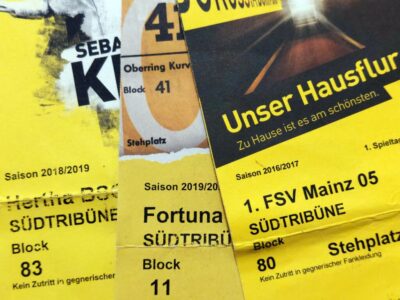 SEBA
KE
Saison 2018/2019
Hertha BSC
SÜDTRIBÜNE
Block
83
Kein Zutritt in gegnerischer
41
Oberring Kurv
Block 41
Stehplatz
Saison 2019/20
Fortuna
SÜDTRIBÜ
Block
11
Unser Hausflur
Zu Hause ist es am schönsten.
1. Spieltag
Saison 2016/2017
1. FSV Mainz 05
SÜDTRIBÜNE
Block
80 Stehplatz
Kein Zutritt in gegnerischer Fankleidung